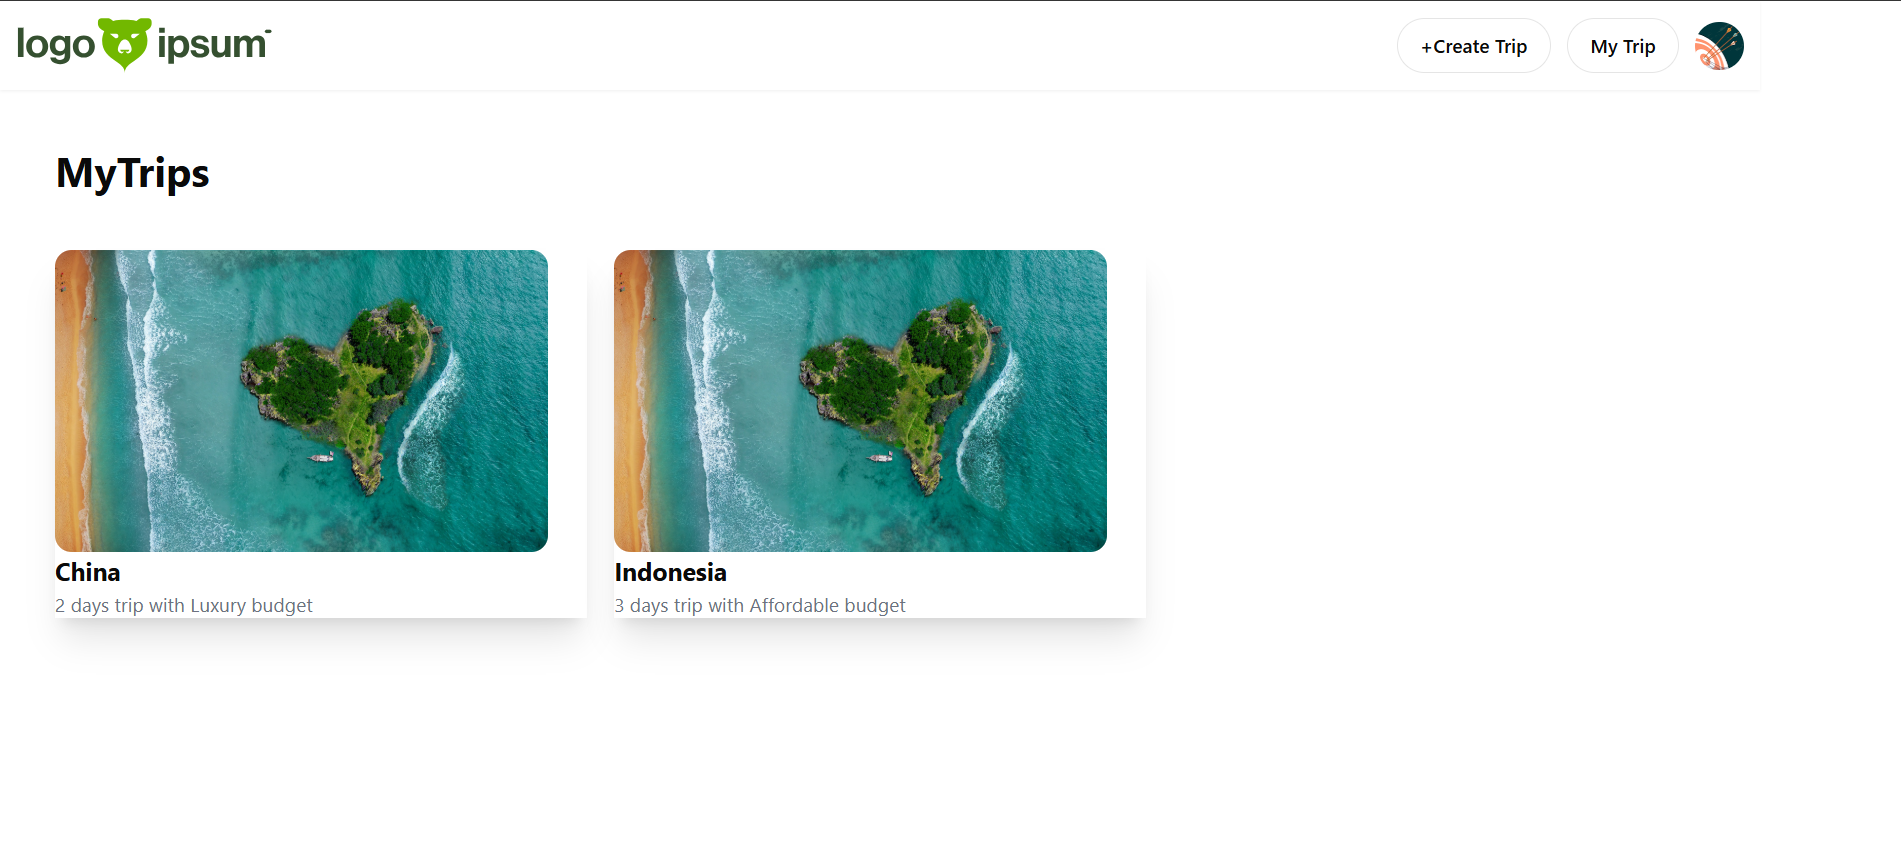 logo ipsum
+Create Trip
My Trip
MyTrips
China
2 days trip with Luxury budget
Indonesia
3 days trip with Affordable budget